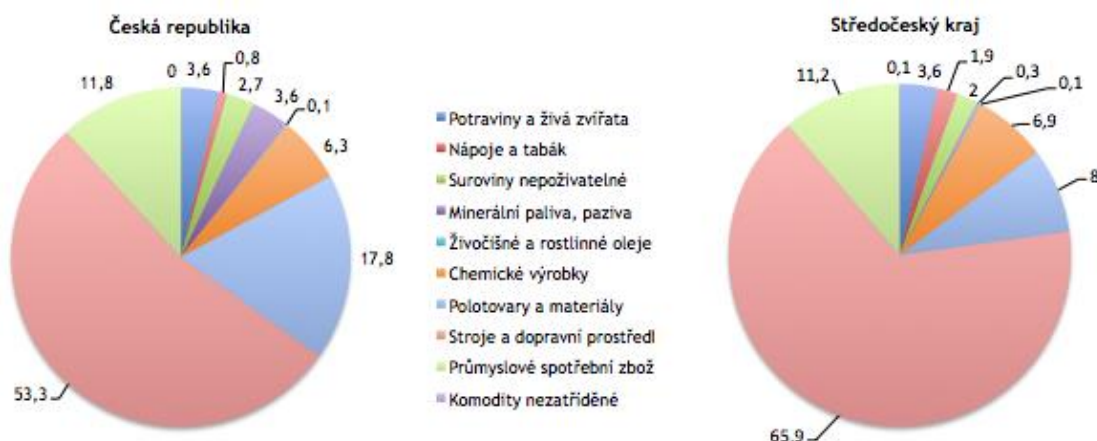 Česká republika
0
3,6
0,8
2,7
3,6
0,1
6,3
17,8
53,3
11,8
Potraviny a živá zvířata
Nápoje a tabák
Suroviny nepoživatelné
Minerální paliva, paziva
Živočišné a rostlinné oleje
Chemické výrobky
Polotovary a materiály
Stroje a dopravní prostředl
Průmyslové spotřební zbož
Komodity nezatříděné
Středočeský kraj
0,1
3,6
1,9
2
0,3
0,1
6,9
8
65,9
11,2